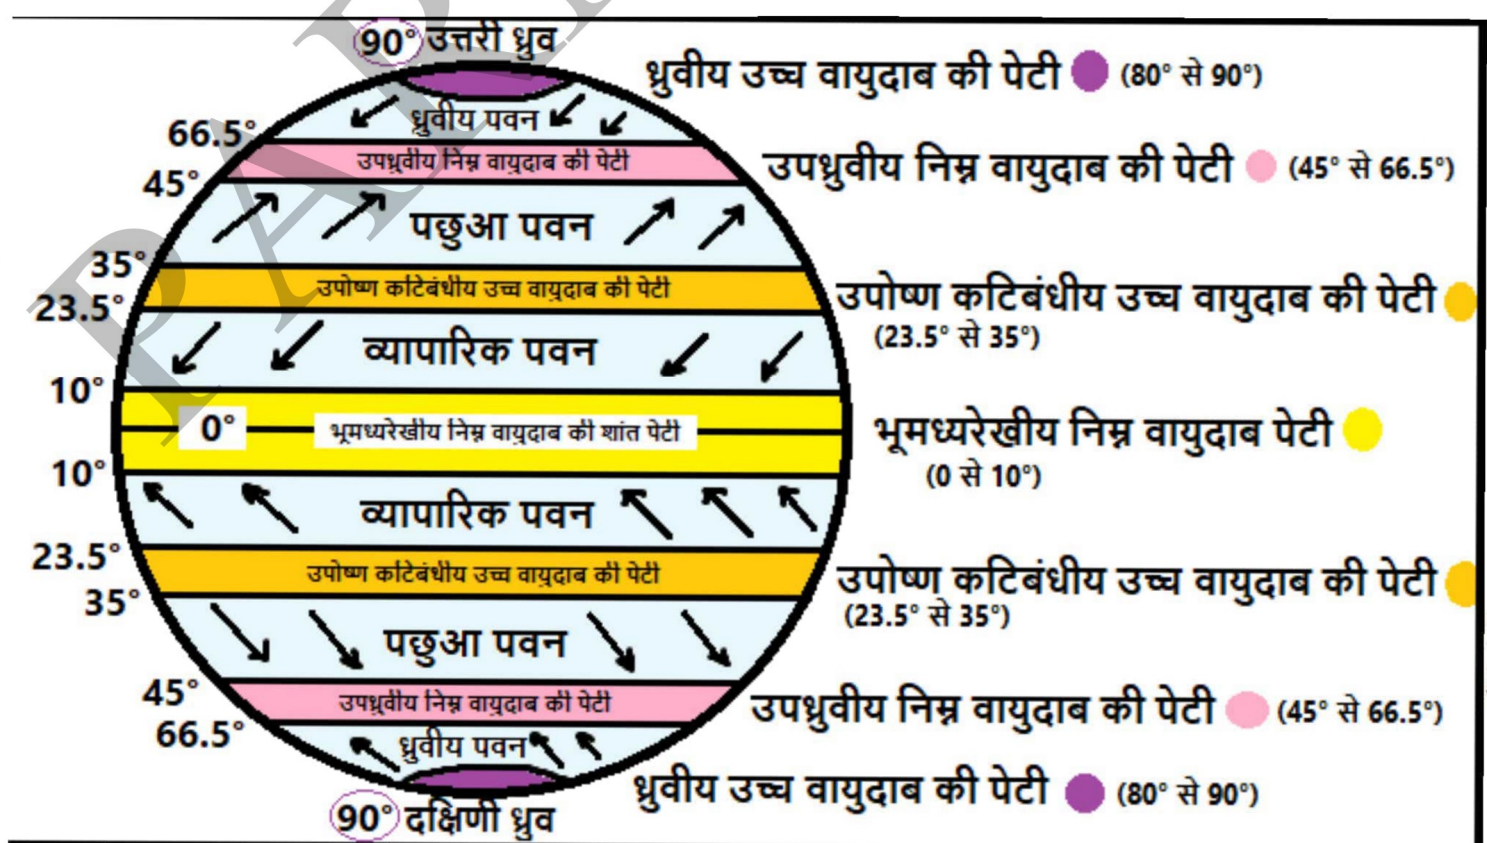 90° उत्तरी ध्रुव
ध्रुवीय उच्च वायुदाब की पेटी (80° से 90°)
ध्रुवीय पवन
66.5°
उपध्रुवीय निम्न वायुदाब की पेटी
उपध्रुवीय निम्न वायुदाब की पेटी (45° से 66.5°)
45°
पछुआ पवन
35°
उपोष्ण कटिबंधीय उच्च वायुदाब की पेटी
उपोष्ण कटिबंधीय उच्च वायुदाब की पेटी
(23.5° से 35°)
23.5°
व्यापारिक पवन
10°
0° भूमध्यरेखीय निम्न वायुदाब की शांत पेटी
भूमध्यरेखीय निम्न वायुदाब पेटी
(0 से 10°)
10°
व्यापारिक पवन
23.5°
उपोष्ण कटिबंधीय उच्च वायुदाब की पेटी
उपोष्ण कटिबंधीय उच्च वायुदाब की पेटी
(23.5° से 35°)
35°
पछुआ पवन
45°
उपध्रुवीय निम्न वायुदाब की पेटी
उपध्रुवीय निम्न वायुदाब की पेटी (45° से 66.5°)
66.5°
ध्रुवीय पवन
ध्रुवीय उच्च वायुदाब की पेटी (80° से 90°)
90° दक्षिणी ध्रुव